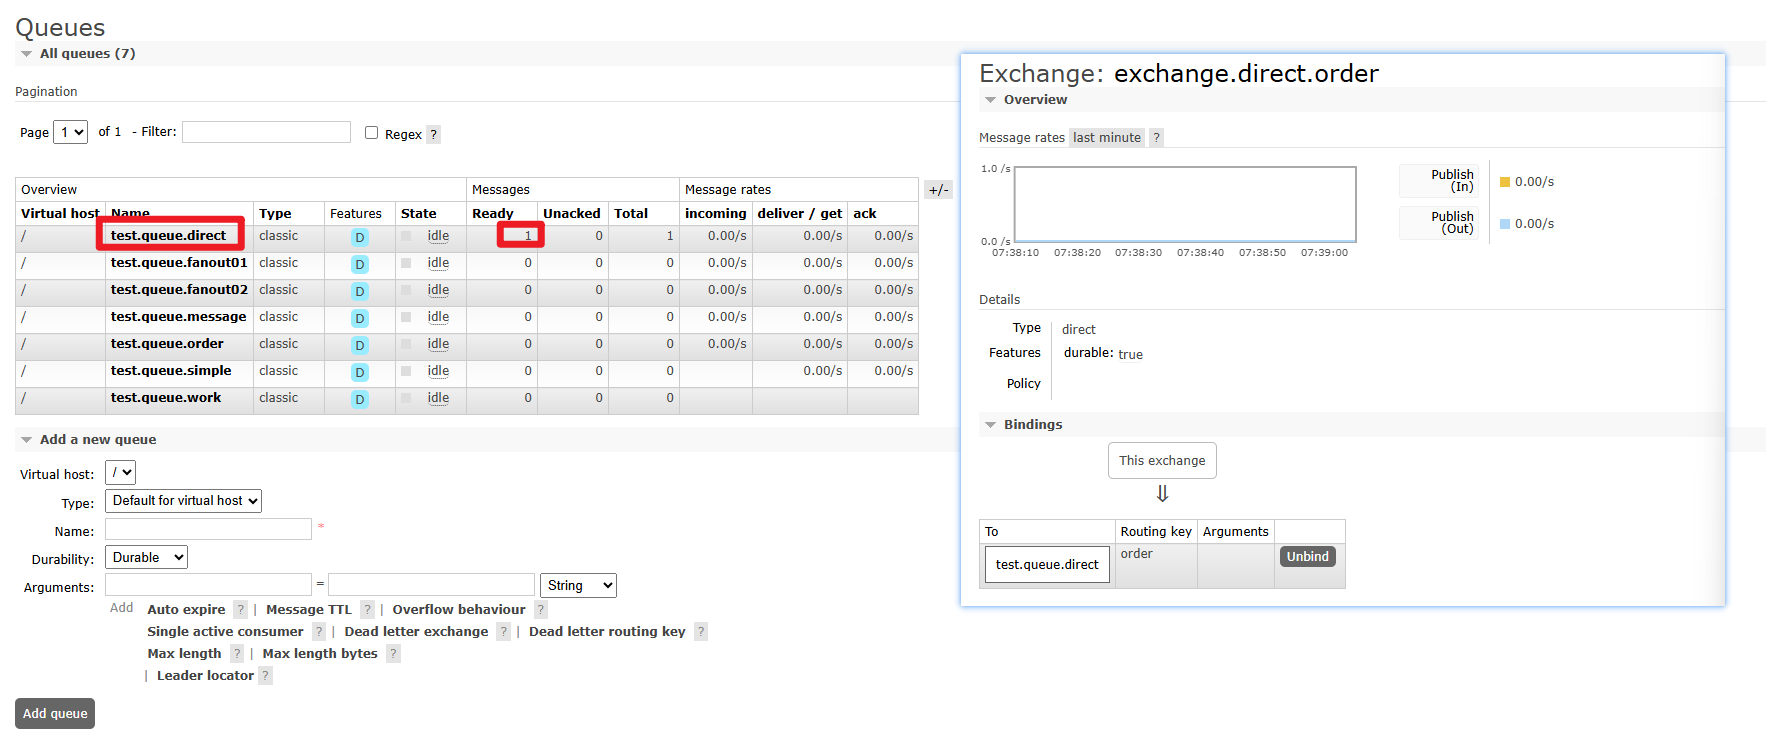 Queues
All queues (7)
Pagination
Page 1 of 1 - Filter: Regex ?
Overview Messages Message rates +/-
Virtual host Name Type Features State Ready Unacked Total incoming deliver / get ack
/ test.queue.direct classic D idle 1 0 1 0.00/s 0.00/s 0.00/s
/ test.queue.fanout01 classic D idle 0 0 0 0.00/s 0.00/s 0.00/s
/ test.queue.fanout02 classic D idle 0 0 0 0.00/s 0.00/s 0.00/s
/ test.queue.message classic D idle 0 0 0 0.00/s 0.00/s 0.00/s
/ test.queue.order classic D idle 0 0 0 0.00/s 0.00/s 0.00/s
/ test.queue.simple classic D idle 0 0 0 0.00/s 0.00/s
/ test.queue.work classic D idle 0 0 0
Add a new queue
Virtual host: /
Type: Default for virtual host
Name: *
Durability: Durable
Arguments: = String
Add Auto expire ? | Message TTL ? | Overflow behaviour ?
Single active consumer ? | Dead letter exchange ? | Dead letter routing key ?
Max length ? | Max length bytes ?
| Leader locator ?
Add queue
Exchange: exchange.direct.order
Overview
Message rates last minute ?
1.0 /s
0.0 /s
07:38:10 07:38:20 07:38:30 07:38:40 07:38:50 07:39:00
Publish
(In)
0.00/s
Publish
(Out)
0.00/s
Details
Type direct
Features durable: true
Policy
Bindings
This exchange
⇓
To Routing key Arguments
test.queue.direct order Unbind